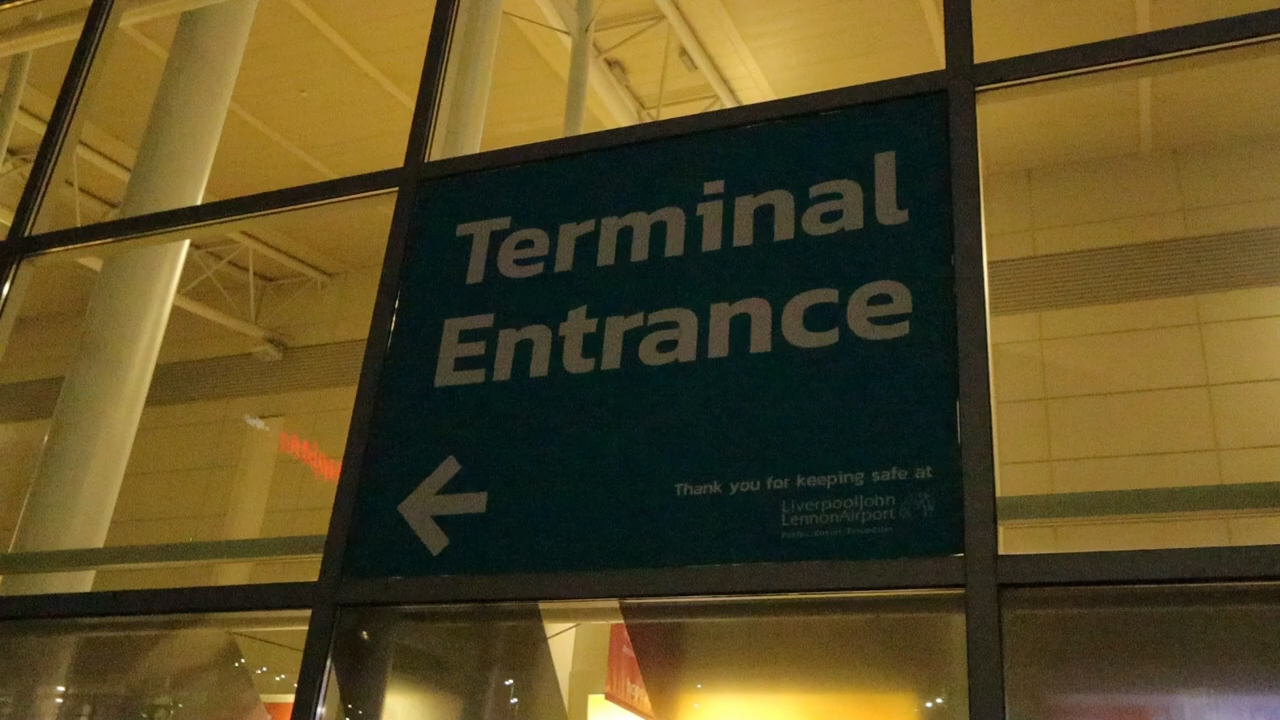 Terminal
Entrance
Thank you for keeping safe at
LiverpoolJohn
LennonAirport